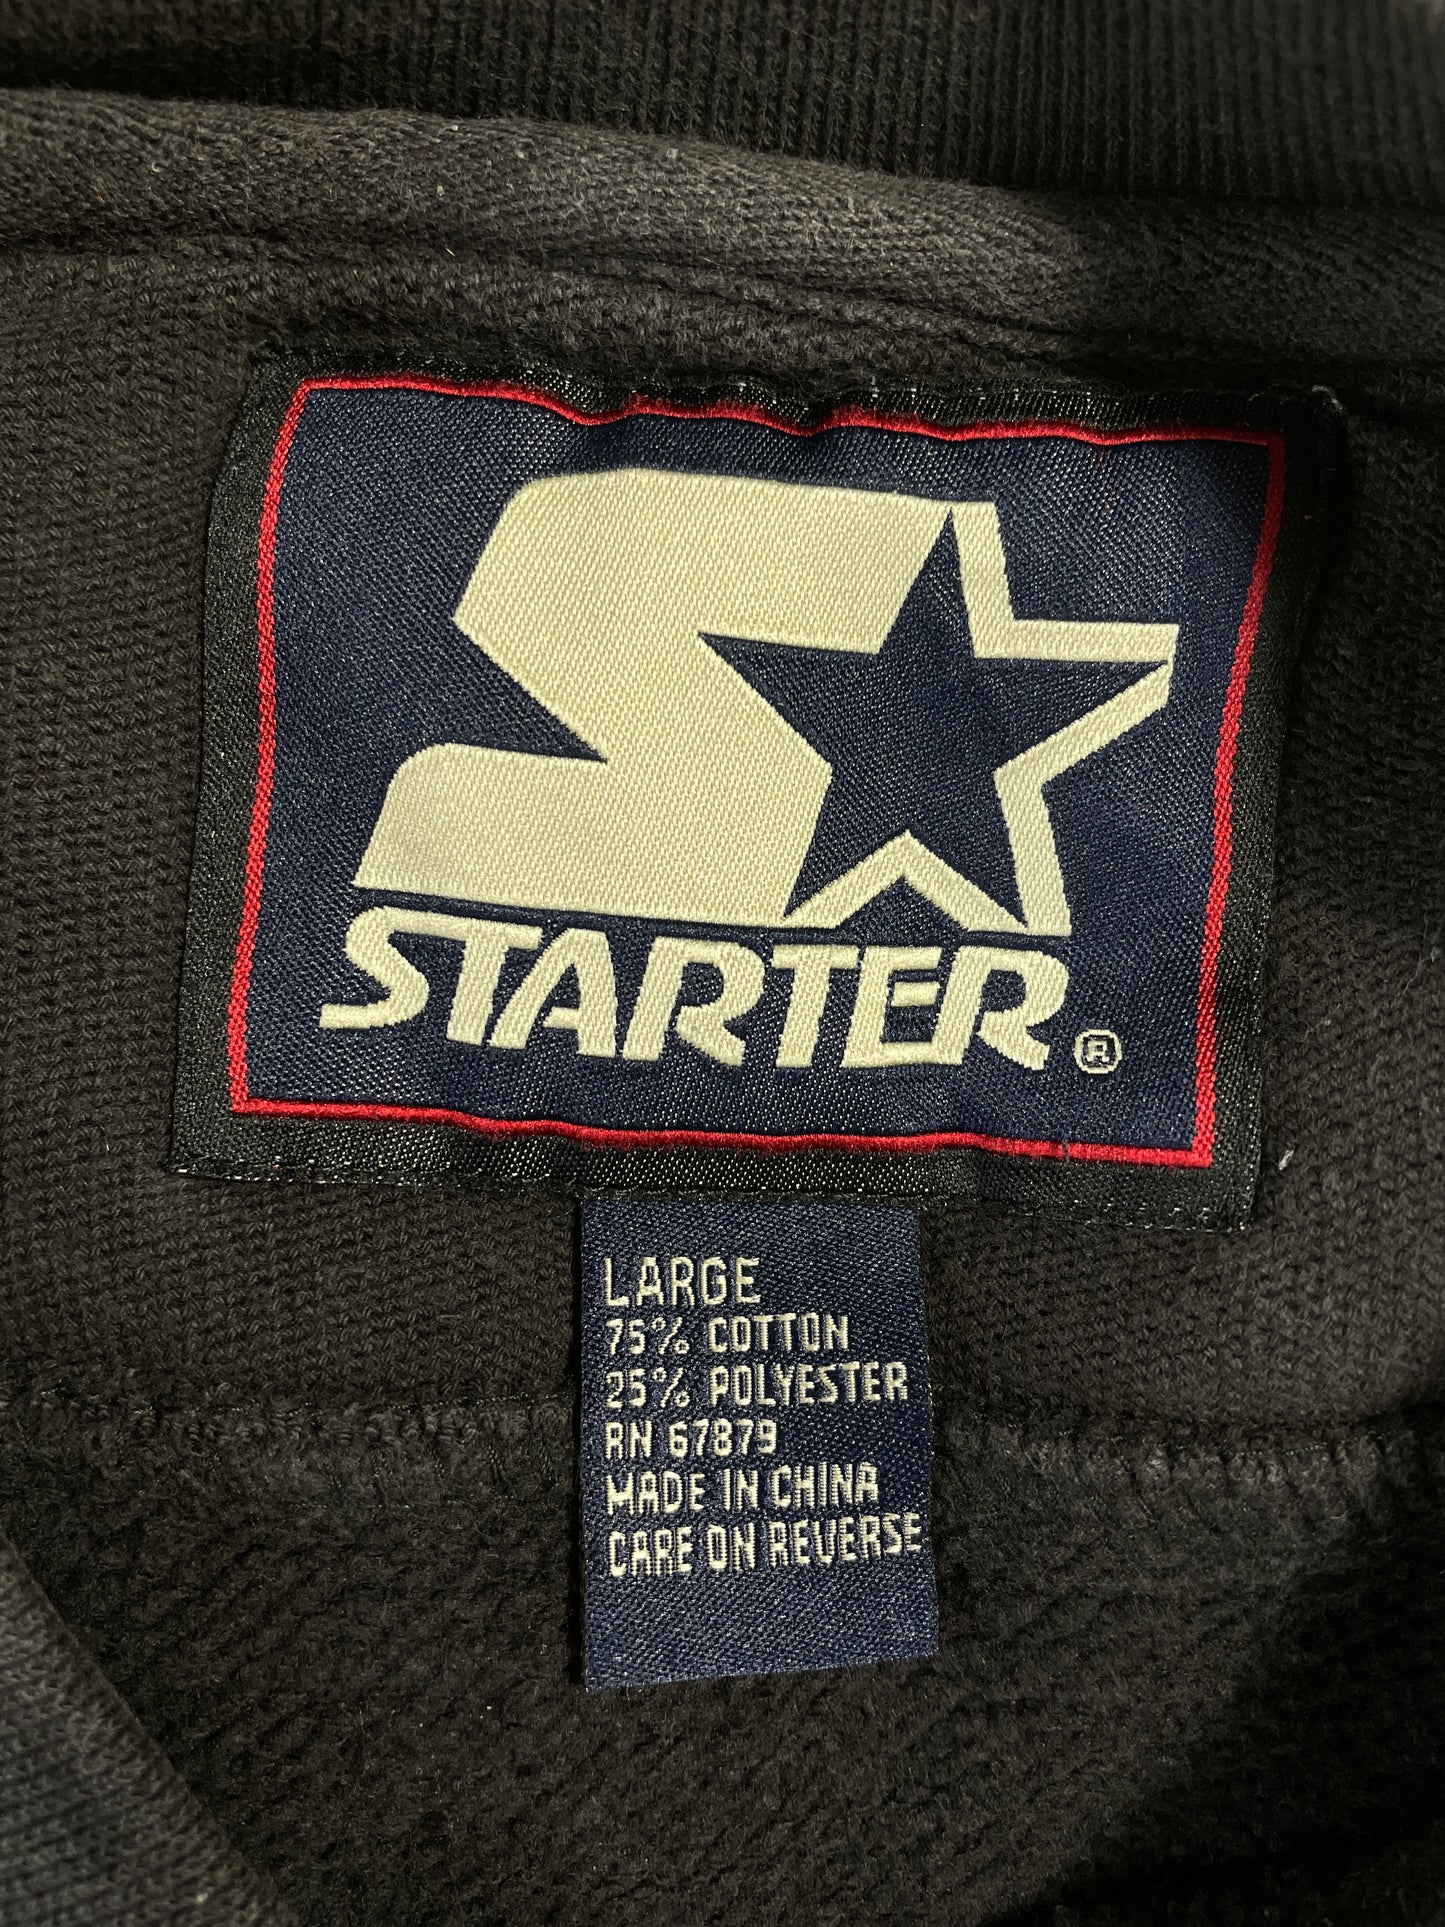 STARTER®
LARGE
75% COTTON
25% POLYESTER
RN 67879
MADE IN CHINA
CARE ON REVERSE